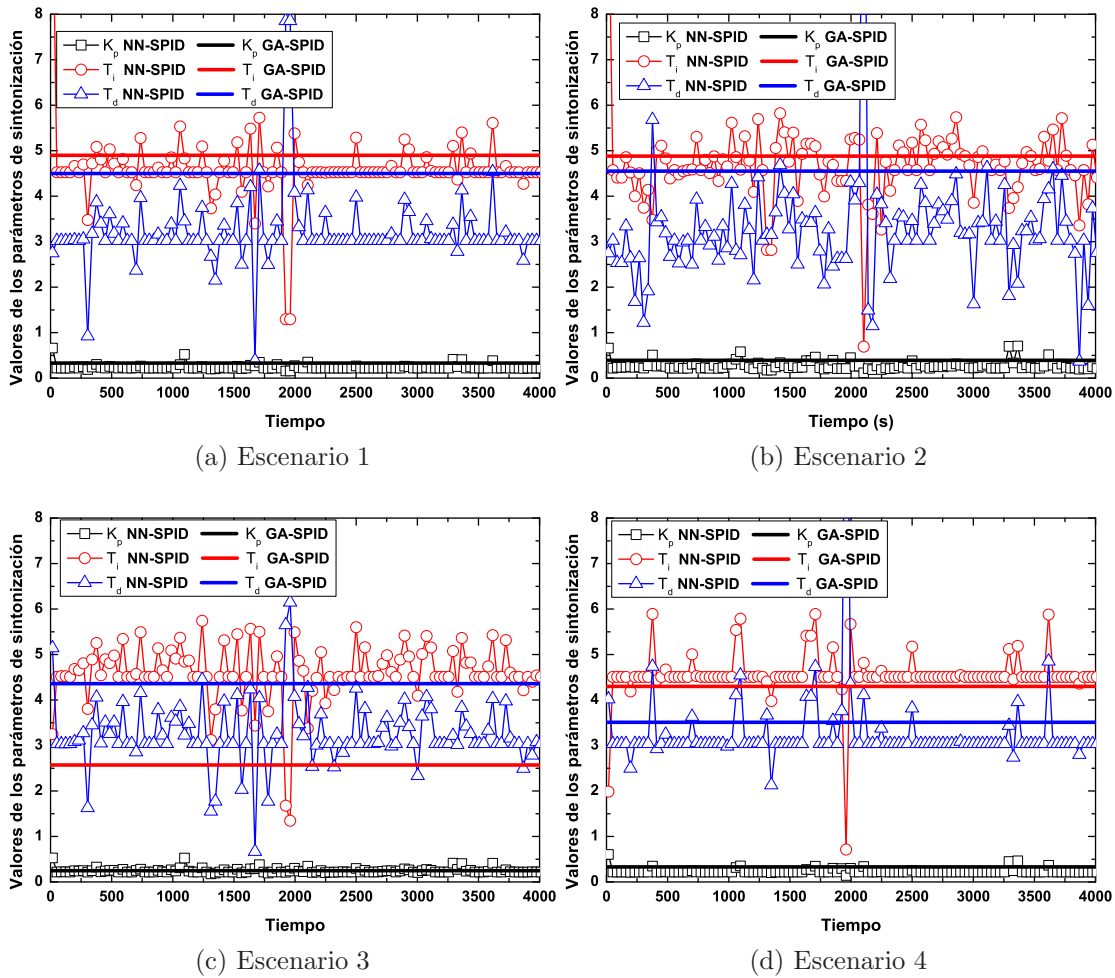 Valores de los parámetros de sintonización
8
7
6
5
4
3
2
1
0
K_p NN-SPID K_p GA-SPID
T_i NN-SPID T_i GA-SPID
T_d NN-SPID T_d GA-SPID
0 500 1000 1500 2000 2500 3000 3500 4000
Tiempo
(a) Escenario 1
Valores de los parámetros de sintonización
8
7
6
5
4
3
2
1
0
K_p NN-SPID K_p GA-SPID
T_i NN-SPID T_i GA-SPID
T_d NN-SPID T_d GA-SPID
0 500 1000 1500 2000 2500 3000 3500 4000
Tiempo (s)
(b) Escenario 2
Valores de los parámetros de sintonización
8
7
6
5
4
3
2
1
0
K_p NN-SPID K_p GA-SPID
T_i NN-SPID T_i GA-SPID
T_d NN-SPID T_d GA-SPID
0 500 1000 1500 2000 2500 3000 3500 4000
Tiempo
(c) Escenario 3
Valores de los parámetros de sintonización
8
7
6
5
4
3
2
1
0
K_p NN-SPID K_p GA-SPID
T_i NN-SPID T_i GA-SPID
T_d NN-SPID T_d GA-SPID
0 500 1000 1500 2000 2500 3000 3500 4000
Tiempo
(d) Escenario 4